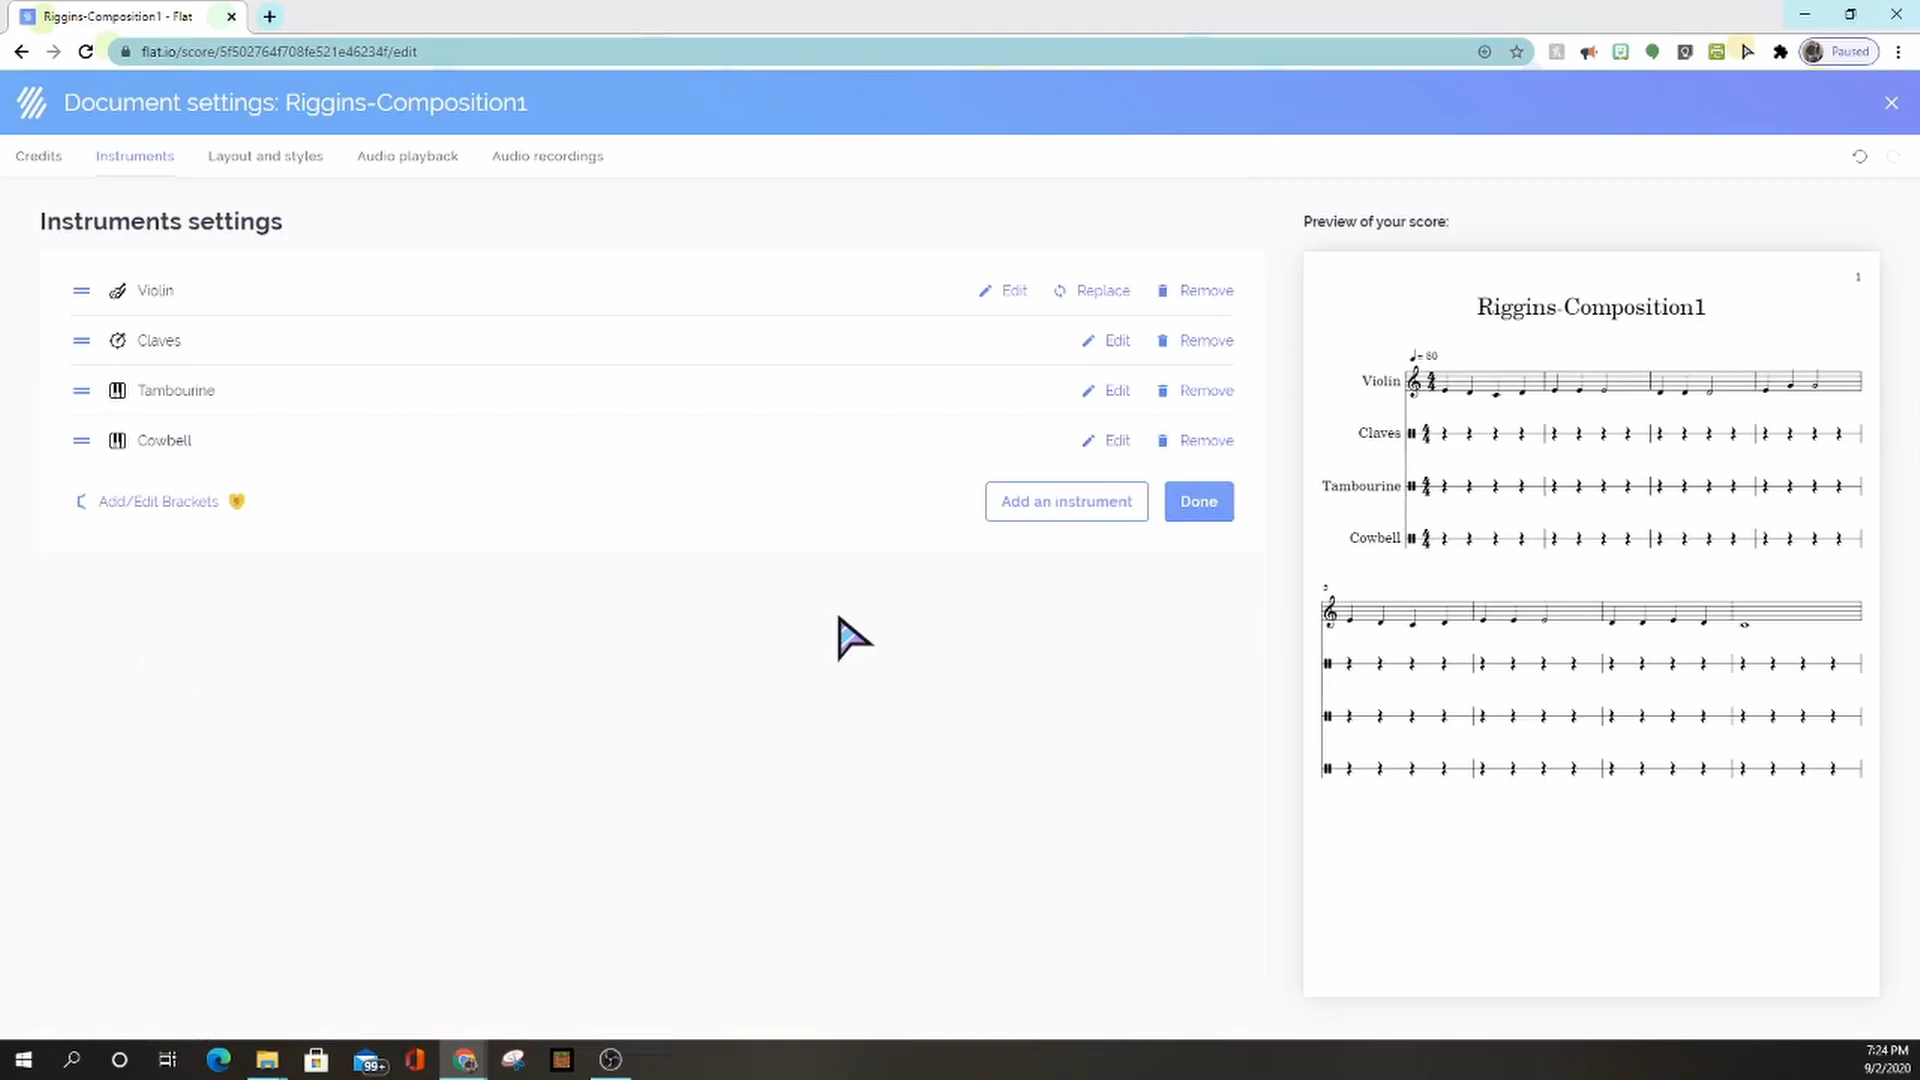 Riggins-Composition1 - Flat
flat.io/score/5f502764f708fe521e46234f/edit
Paused
Document settings: Riggins-Composition1
Credits
Instruments
Layout and styles
Audio playback
Audio recordings
Instruments settings
Violin
Edit
Replace
Remove
Claves
Edit
Remove
Tambourine
Edit
Remove
Cowbell
Edit
Remove
Add/Edit Brackets
Add an instrument
Done
Preview of your score:
1
Riggins-Composition1
= 80
Violin
Claves
Tambourine
Cowbell
99+
7:24 PM
9/2/2020